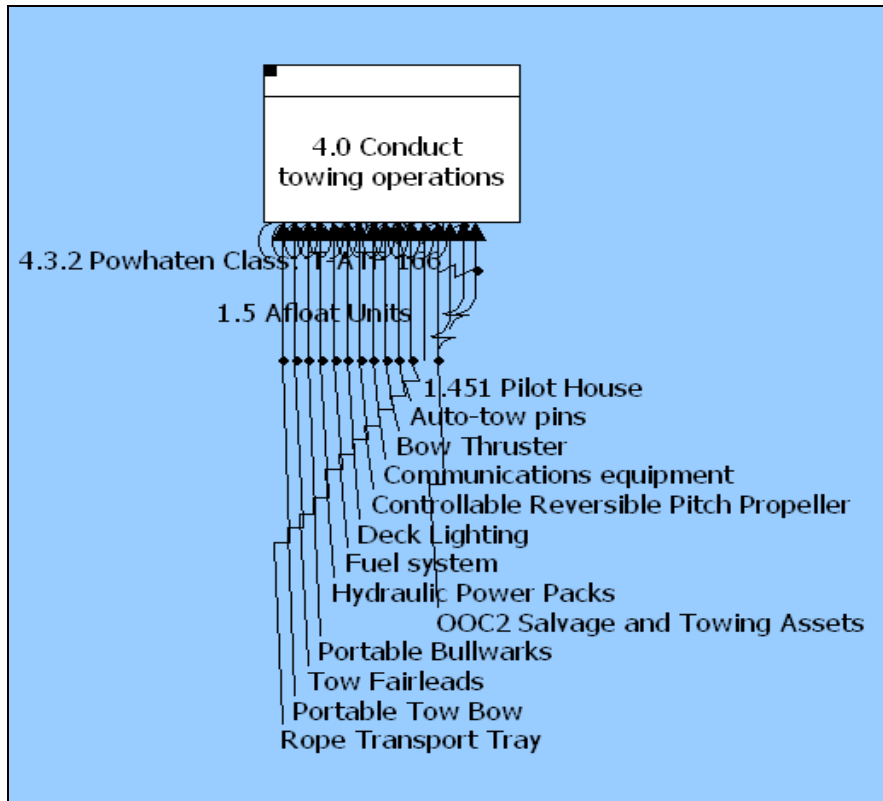 4.0 Conduct
towing operations
4.3.2 Powhaten Class: T-ATF 166
1.5 Afloat Units
1.451 Pilot House
Auto-tow pins
Bow Thruster
Communications equipment
Controllable Reversible Pitch Propeller
Deck Lighting
Fuel system
Hydraulic Power Packs
OOC2 Salvage and Towing Assets
Portable Bullwarks
Tow Fairleads
Portable Tow Bow
Rope Transport Tray